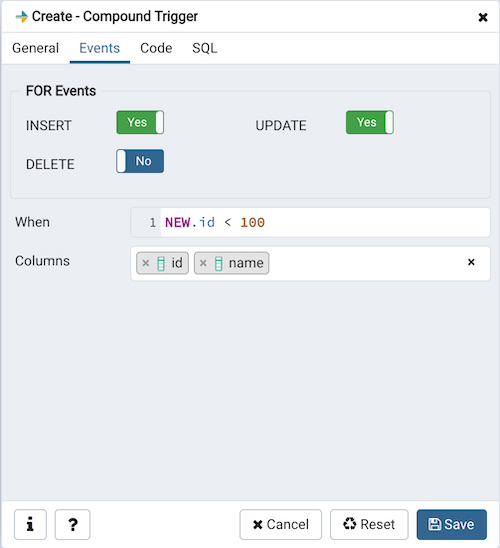 Create - Compound Trigger
General Events Code SQL
FOR Events
INSERT Yes UPDATE Yes
DELETE No
When 1 NEW.id < 100
Columns id name
i ? Cancel Reset Save